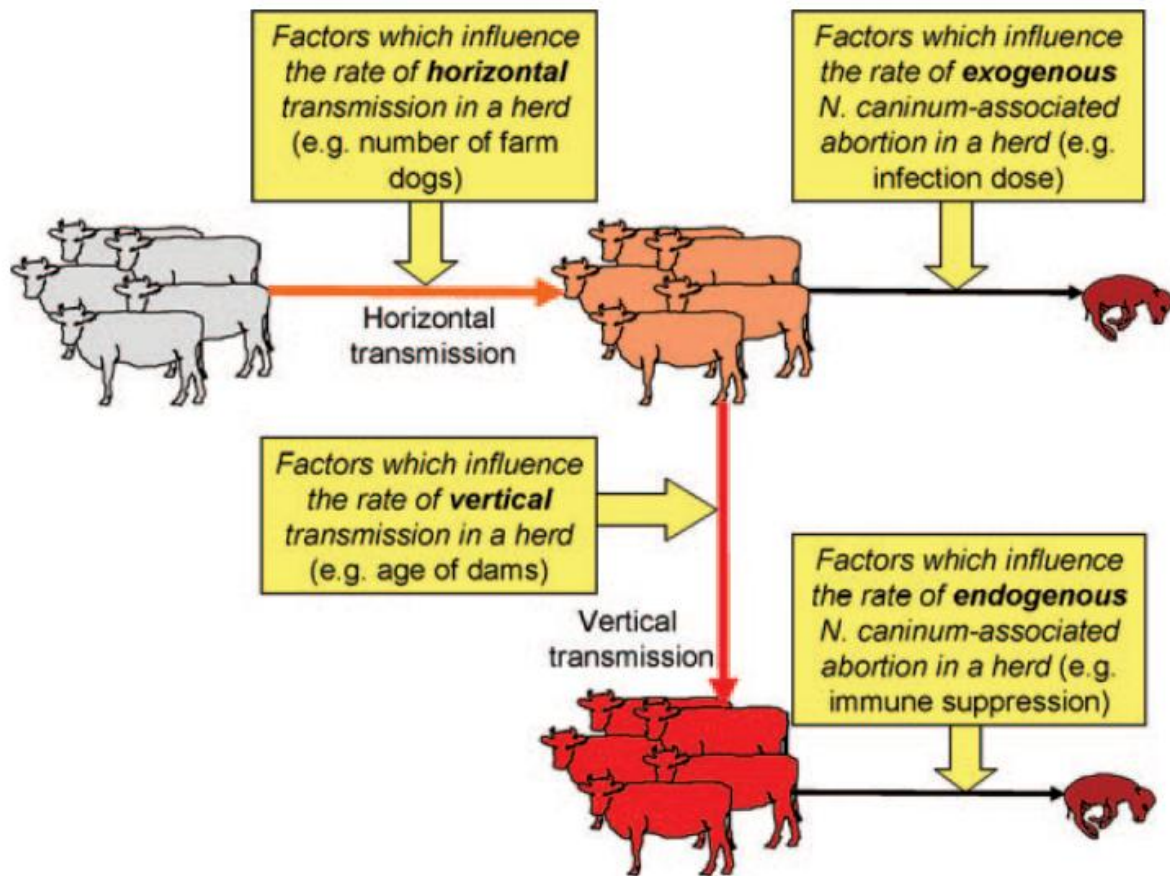 Factors which influence
the rate of horizontal
transmission in a herd
(e.g. number of farm
dogs)
Factors which influence
the rate of exogenous
N. caninum-associated
abortion in a herd (e.g.
infection dose)
Horizontal
transmission
Factors which influence
the rate of vertical
transmission in a herd
(e.g. age of dams)
Vertical
transmission
Factors which influence
the rate of endogenous
N. caninum-associated
abortion in a herd (e.g.
immune suppression)